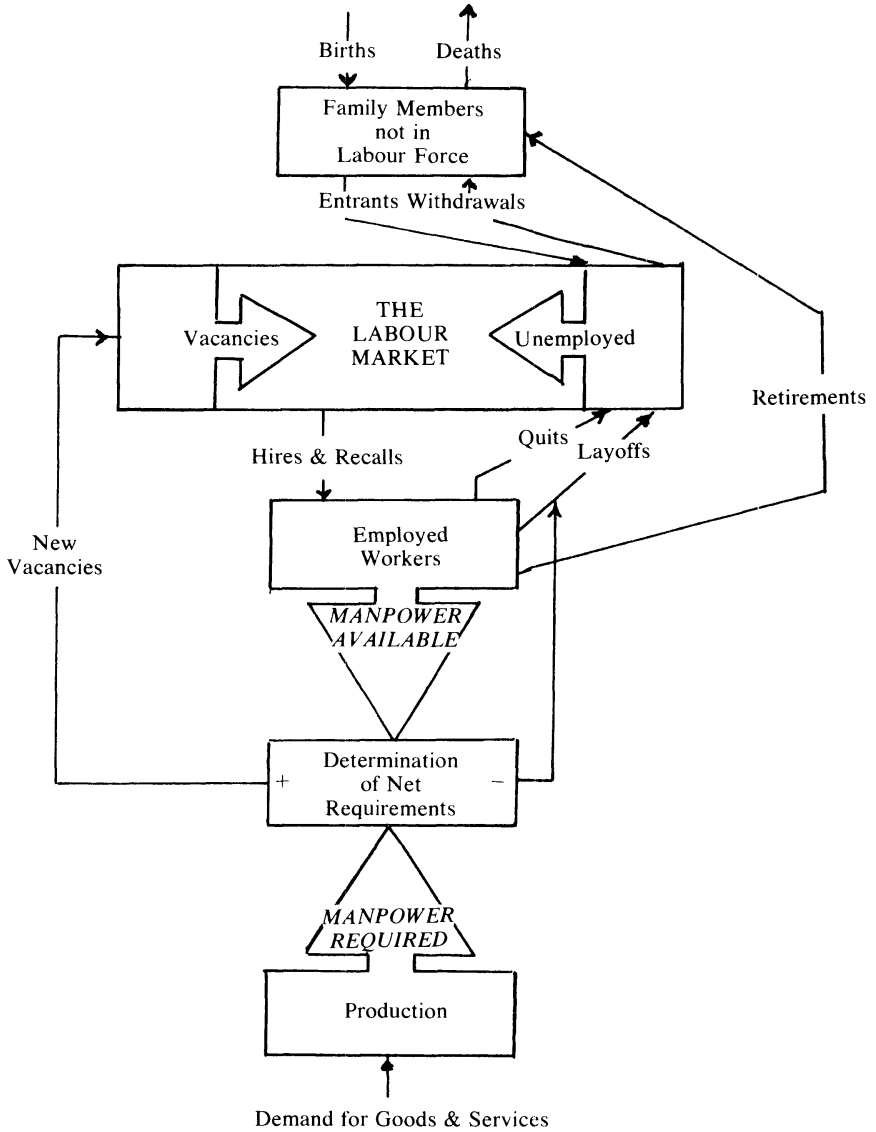 Births
Deaths
Family Members
not in
Labour Force
Entrants Withdrawals
THE
LABOUR
MARKET
Vacancies
Unemployed
Retirements
Quits
Layoffs
Hires & Recalls
Employed
Workers
New
Vacancies
MANPOWER
AVAILABLE
Determination
of Net
Requirements
+
−
MANPOWER
REQUIRED
Production
Demand for Goods & Services